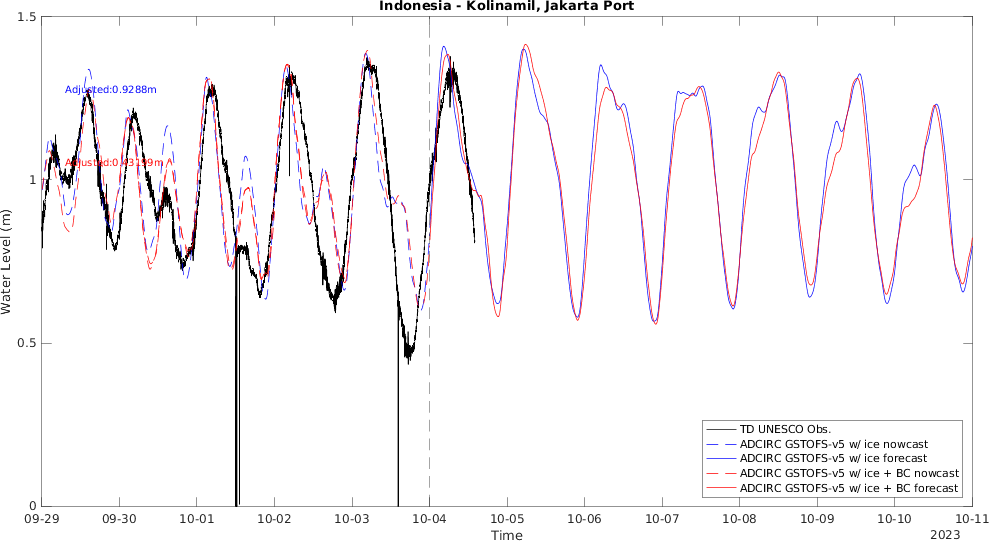 Indonesia - Kolinamil, Jakarta Port
1.5
1
0.5
0
Water Level (m)
Adjusted:0.9288m
TD UNESCO Obs.
ADCIRC GSTOFS-v5 w/ ice nowcast
ADCIRC GSTOFS-v5 w/ ice forecast
ADCIRC GSTOFS-v5 w/ ice + BC nowcast
ADCIRC GSTOFS-v5 w/ ice + BC forecast
09-29 09-30 10-01 10-02 10-03 10-04 10-05 10-06 10-07 10-08 10-09 10-10 10-11
Time
2023